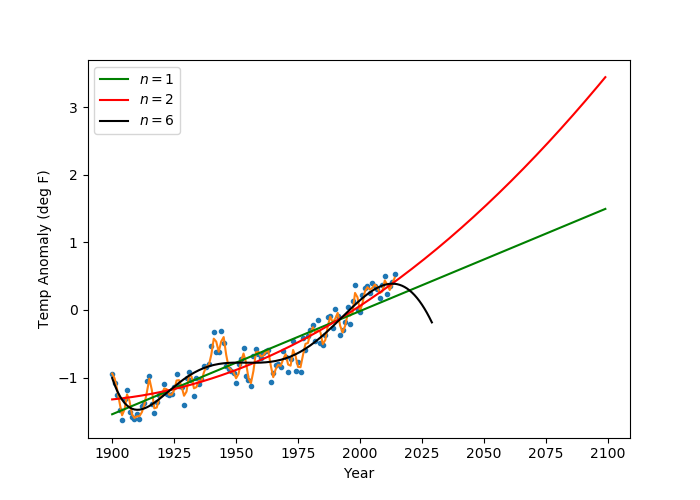 n = 1
n = 2
n = 6
3
2
1
0
−1
Temp Anomaly (deg F)
1900 1925 1950 1975 2000 2025 2050 2075 2100
Year